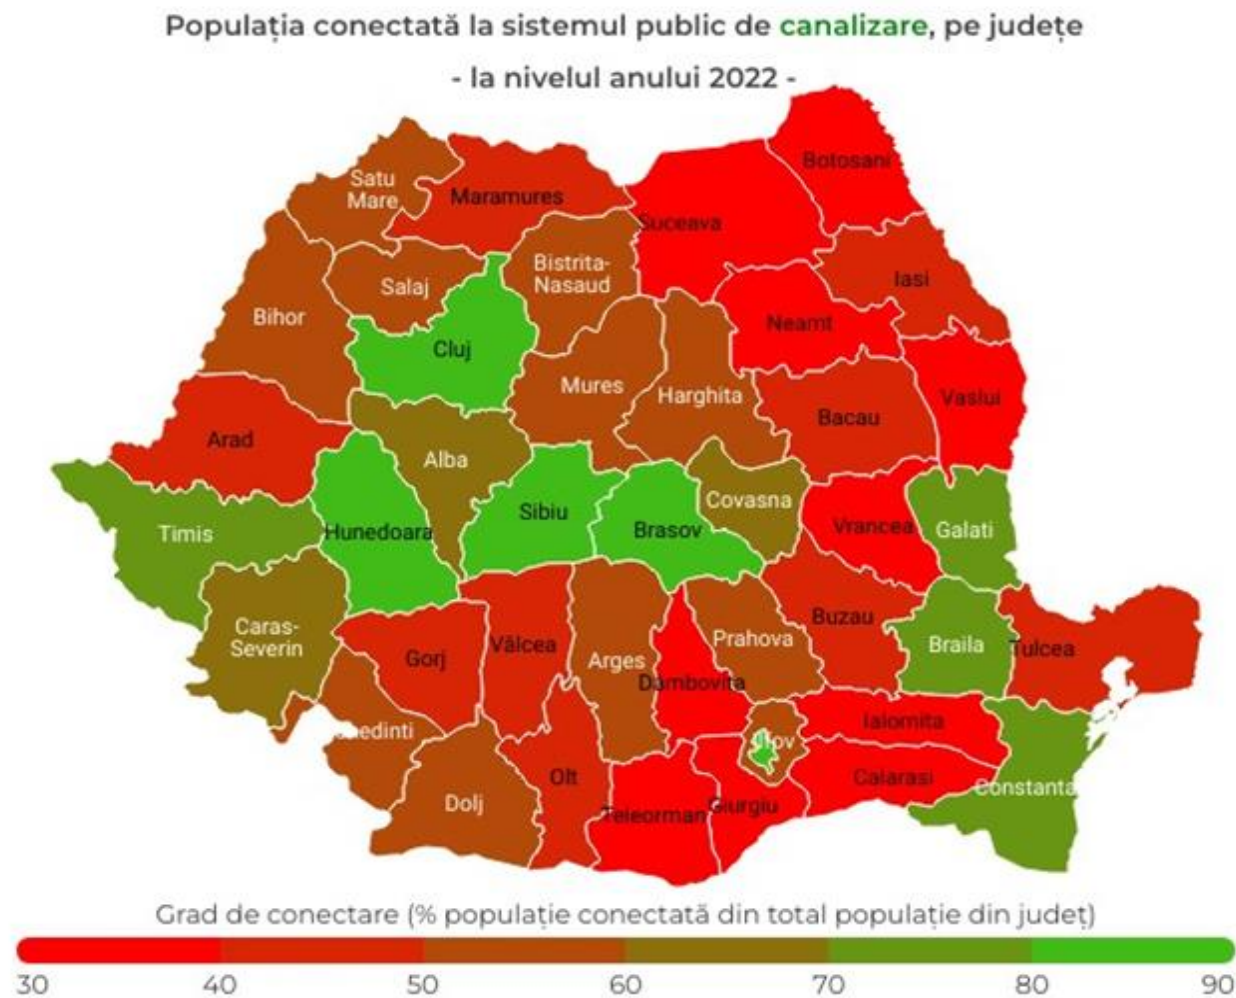 Populația conectată la sistemul public de canalizare, pe județe
- la nivelul anului 2022 -
Botosani
Satu
Mare
Maramures
Suceava
Bistrita-
Nasaud
Iasi
Salaj
Bihor
Neamt
Cluj
Mures
Harghita
Vaslui
Bacau
Arad
Alba
Covasna
Sibiu
Timis
Hunedoara
Brasov
Vrancea
Galati
Caras-
Severin
Buzau
Prahova
Braila
Vâlcea
Tulcea
Gorj
Arges
Dâmbovita
Ialomita
Olt
Calarasi
Constanta
Dolj
Giurgiu
Teleorman
Grad de conectare (% populație conectată din total populație din județ)
30 40 50 60 70 80 90